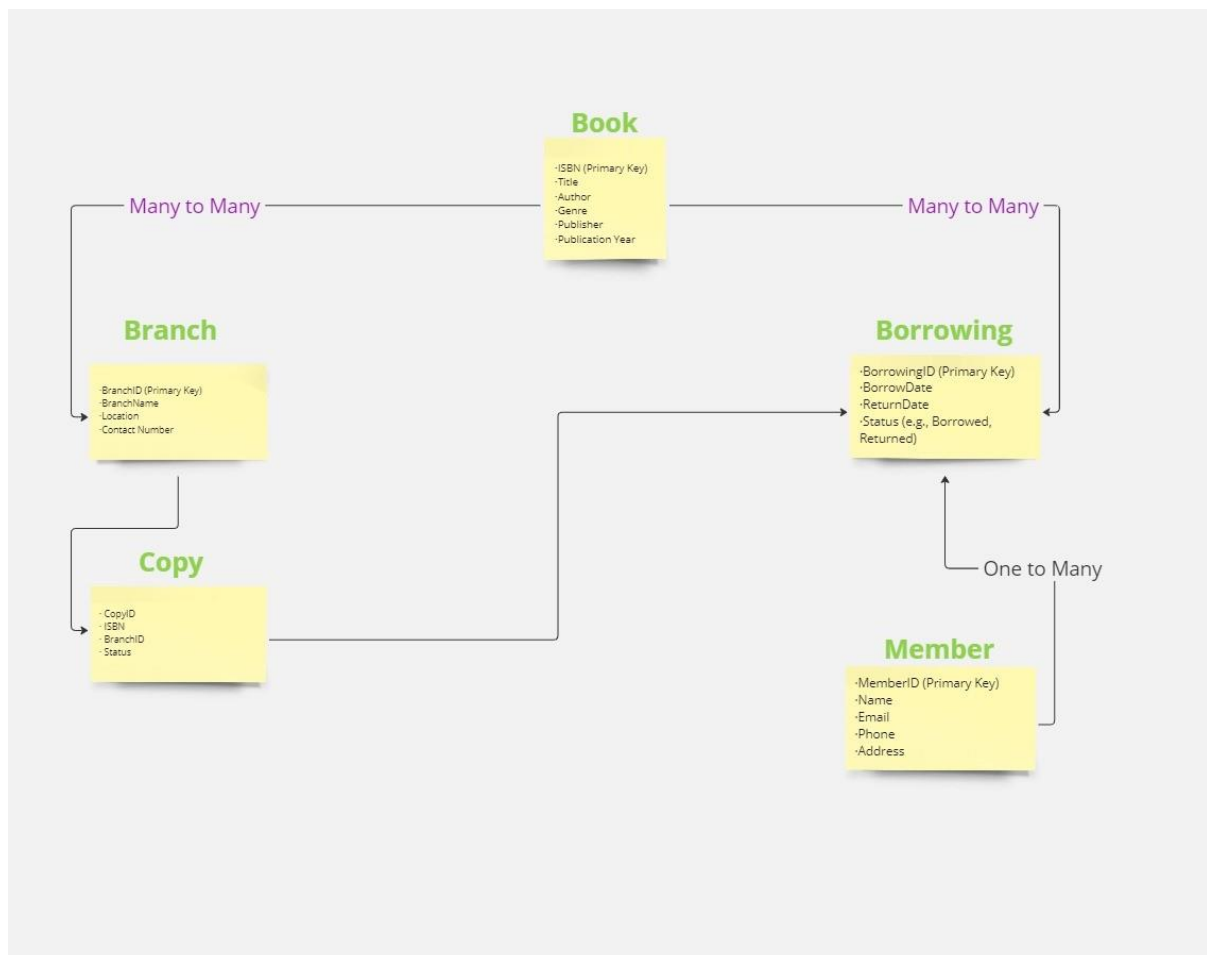 Book
·ISBN (Primary Key)
·Title
·Author
·Genre
·Publisher
·Publication Year
Many to Many
Many to Many
Branch
·BranchID (Primary Key)
·BranchName
·Location
·Contact Number
Borrowing
·BorrowingID (Primary Key)
·BorrowDate
·ReturnDate
·Status (e.g., Borrowed,
Returned)
Copy
· CopyID
· ISBN
· BranchID
· Status
One to Many
Member
·MemberID (Primary Key)
·Name
·Email
·Phone
·Address